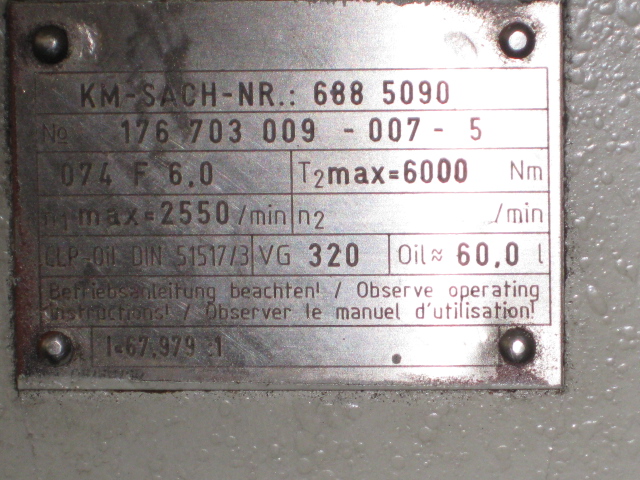 KM-SACH-NR.: 688 5090
No 176 703 009 - 007 - 5
074 F 6.0 T2max=6000 Nm
n1 max=2550/min n2 /min
CLP-Oil DIN 51517/3 VG 320 Oil≈ 60,0 l
Betriebsanleitung beachten! / Observe operating
instructions! / Observer le manuel d'utilisation!
I=67.979 :1